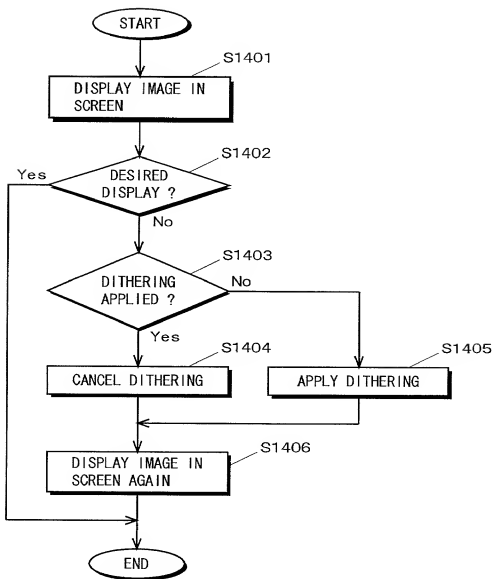 START
S1401
DISPLAY IMAGE IN
SCREEN
S1402
Yes
DESIRED
DISPLAY ?
No
S1403
DITHERING
APPLIED ?
No
Yes
S1404
S1405
CANCEL DITHERING
APPLY DITHERING
S1406
DISPLAY IMAGE IN
SCREEN AGAIN
END